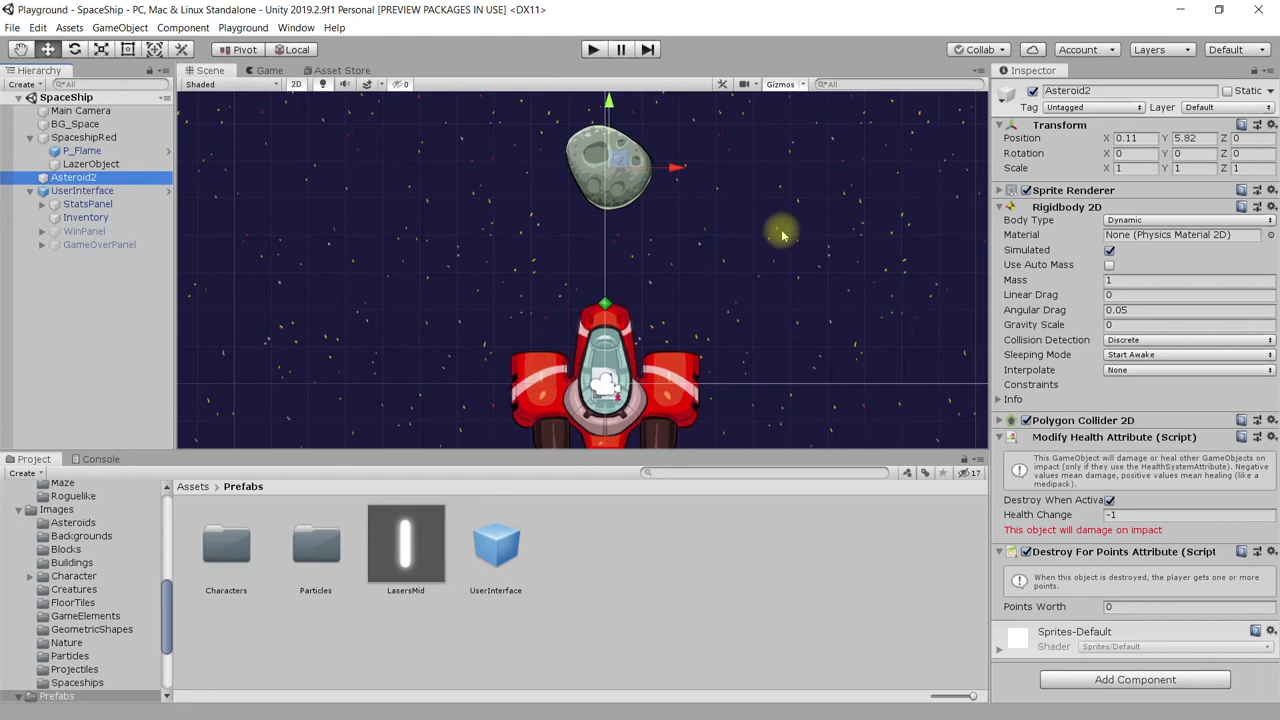 Playground - SpaceShip - PC, Mac & Linux Standalone - Unity 2019.2.9f1 Personal [PREVIEW PACKAGES IN USE] <DX11>
File Edit Assets GameObject Component Playground Window Help
Pivot Local Collab Account Layers Default
Hierarchy Scene Game Asset Store Inspector
Create All Shaded 2D 0 Gizmos All
Asteroid2 Static
SpaceShip
Main Camera
BG_Space
SpaceshipRed
P_Flame
LazerObject
Asteroid2
UserInterface
StatsPanel
Inventory
WinPanel
GameOverPanel
Tag Untagged Layer Default
Transform
Position X 0.11 Y 5.82 Z 0
Rotation X 0 Y 0 Z 0
Scale X 1 Y 1 Z 1
Sprite Renderer
Rigidbody 2D
Body Type Dynamic
Material None (Physics Material 2D)
Simulated
Use Auto Mass
Mass 1
Linear Drag 0
Angular Drag 0.05
Gravity Scale 0
Collision Detection Discrete
Sleeping Mode Start Awake
Interpolate None
Constraints
Info
Polygon Collider 2D
Modify Health Attribute (Script)
This GameObject will damage or heal other GameObjects on
impact (only if they use the HealthSystemAttribute). Negative
values mean damage, positive values mean healing (like a
medipack).
Destroy When Activa
Health Change -1
This object will damage on impact
Destroy For Points Attribute (Script
When this object is destroyed, the player gets one or more
points.
Points Worth 0
Sprites-Default
Shader Sprites/Default
Add Component
Project Console
Create 17
Maze
Roguelike
Images
Asteroids
Backgrounds
Blocks
Buildings
Character
Creatures
FloorTiles
GameElements
GeometricShapes
Nature
Particles
Projectiles
Spaceships
Prefabs
Assets Prefabs
Characters Particles LasersMid UserInterface